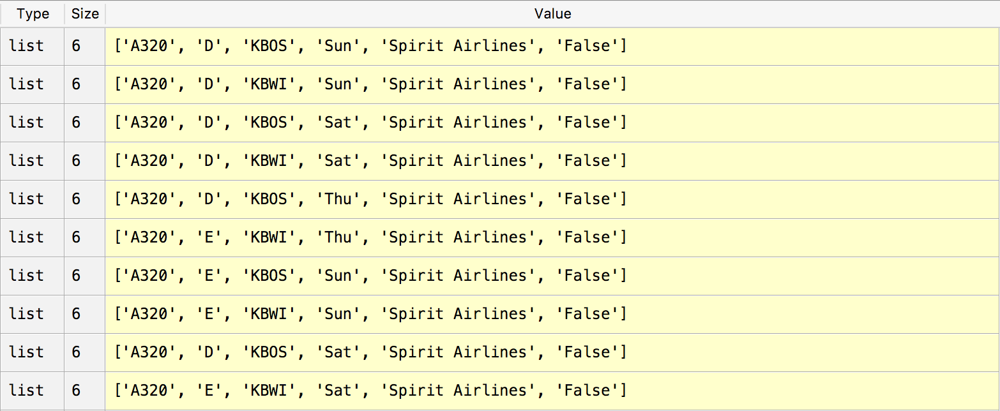 Type Size Value
list 6 ['A320', 'D', 'KBOS', 'Sun', 'Spirit Airlines', 'False']
list 6 ['A320', 'D', 'KBWI', 'Sun', 'Spirit Airlines', 'False']
list 6 ['A320', 'D', 'KBOS', 'Sat', 'Spirit Airlines', 'False']
list 6 ['A320', 'D', 'KBWI', 'Sat', 'Spirit Airlines', 'False']
list 6 ['A320', 'D', 'KBOS', 'Thu', 'Spirit Airlines', 'False']
list 6 ['A320', 'E', 'KBWI', 'Thu', 'Spirit Airlines', 'False']
list 6 ['A320', 'E', 'KBOS', 'Sun', 'Spirit Airlines', 'False']
list 6 ['A320', 'E', 'KBWI', 'Sun', 'Spirit Airlines', 'False']
list 6 ['A320', 'D', 'KBOS', 'Sat', 'Spirit Airlines', 'False']
list 6 ['A320', 'E', 'KBWI', 'Sat', 'Spirit Airlines', 'False']